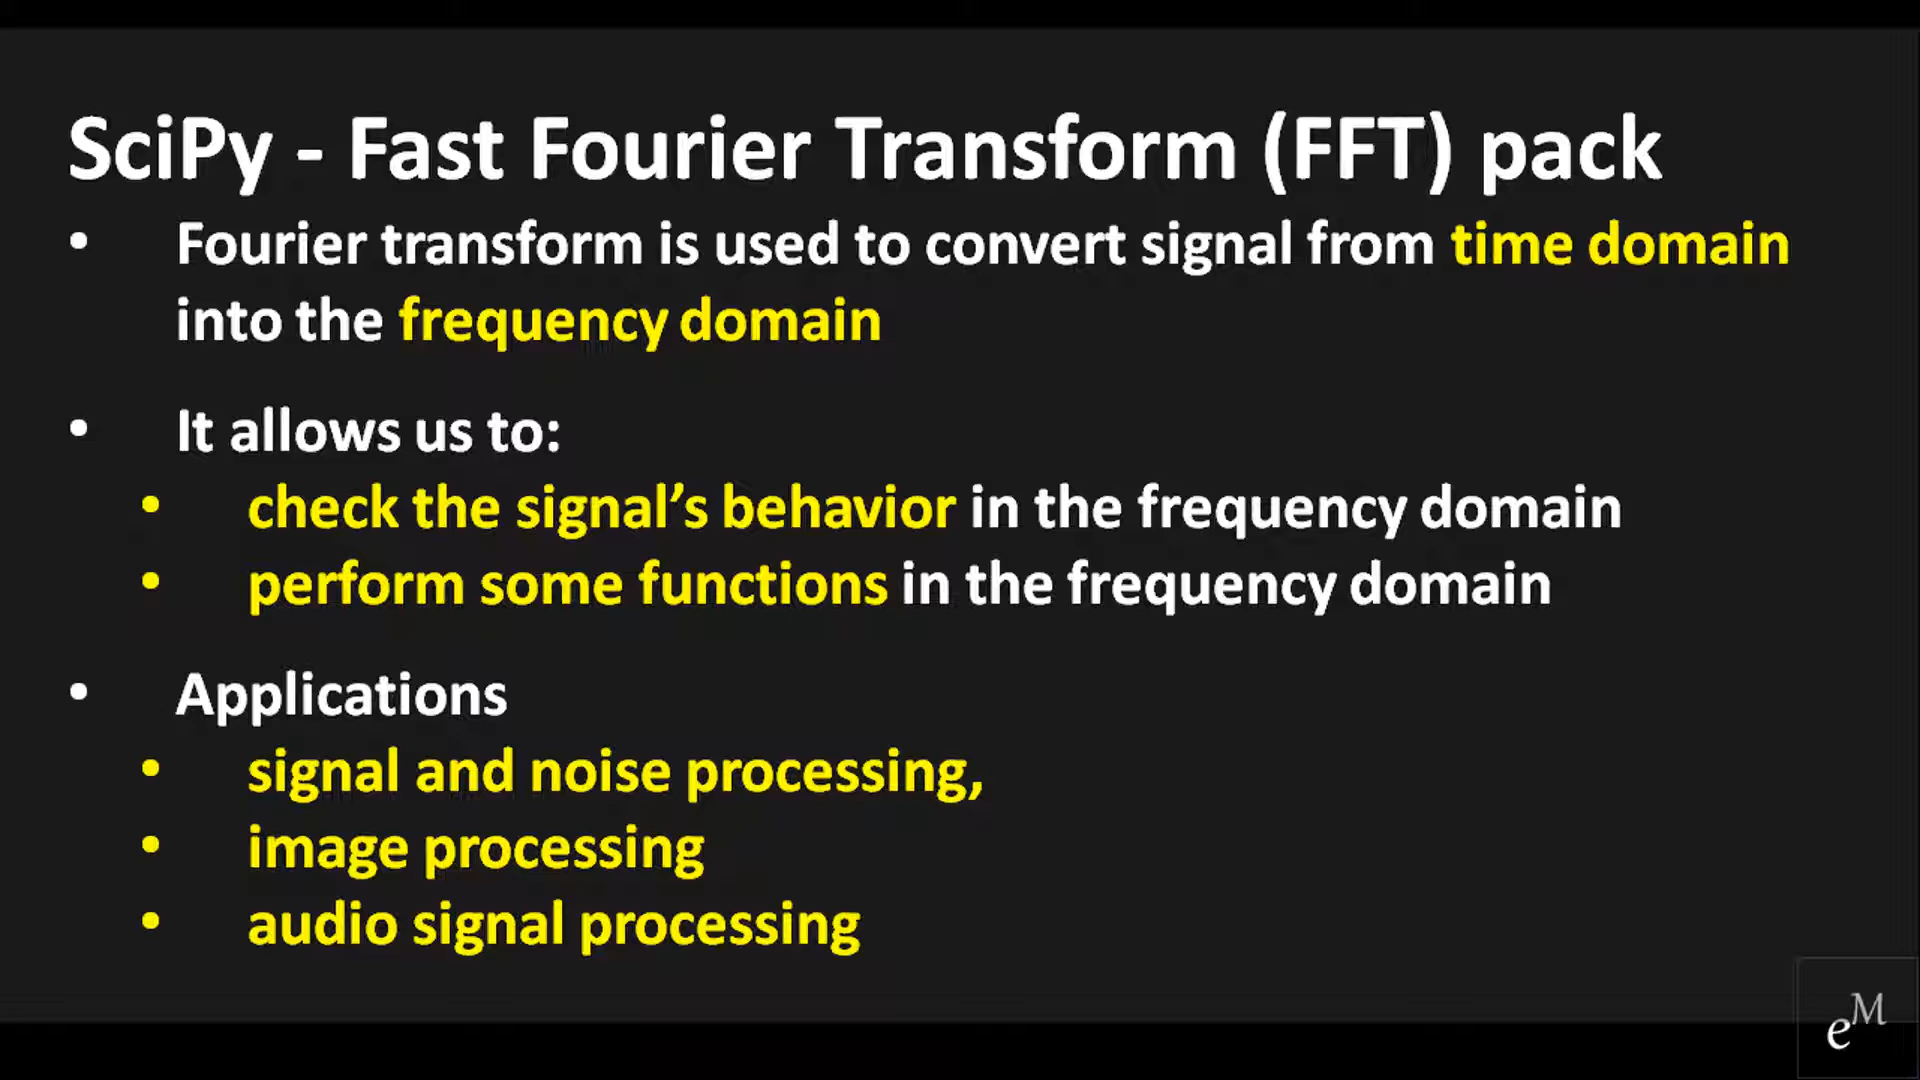 SciPy - Fast Fourier Transform (FFT) pack
• Fourier transform is used to convert signal from time domain
into the frequency domain
• It allows us to:
• check the signal’s behavior in the frequency domain
• perform some functions in the frequency domain
• Applications
• signal and noise processing,
• image processing
• audio signal processing
eM